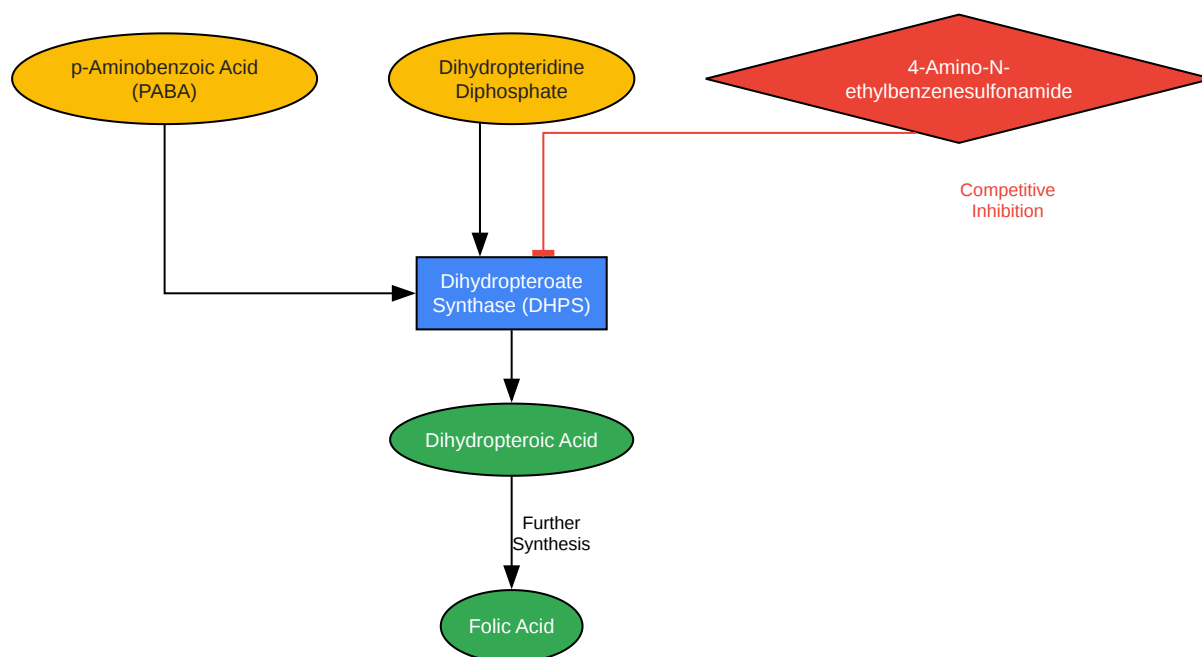 p-Aminobenzoic Acid
(PABA)
Dihydropteridine
Diphosphate
4-Amino-N-
ethylbenzenesulfonamide
Competitive
Inhibition
Dihydropteroate
Synthase (DHPS)
Dihydropteroic Acid
Further
Synthesis
Folic Acid